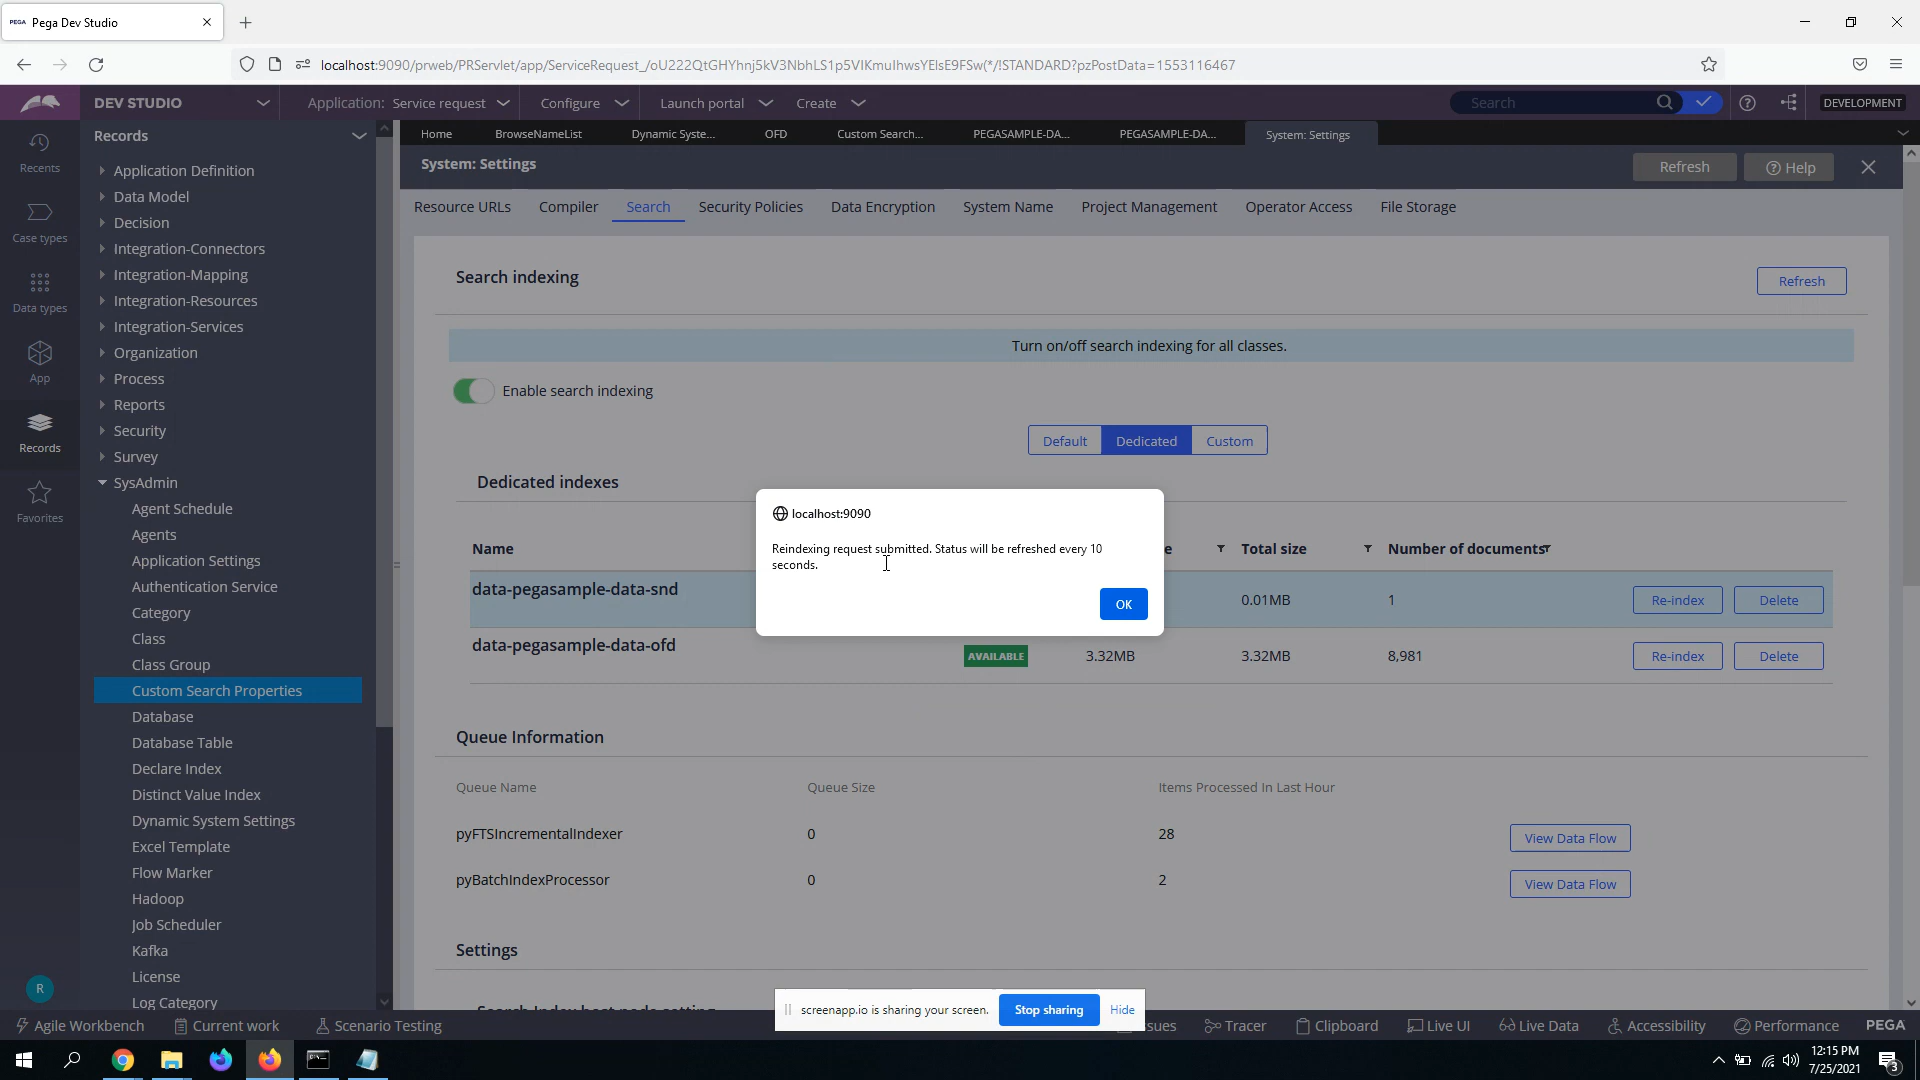 PEGA Pega Dev Studio
localhost:9090/prweb/PRServlet/app/ServiceRequest_/oU222QtGHYhnj5kV3NbhLS1p5VIKmuIhwsYElsE9FSw(*/!STANDARD?pzPostData=1553116467
DEV STUDIO
Application: Service request
Configure
Launch portal
Create
Search
DEVELOPMENT
Recents
Case types
Data types
App
Records
Favorites
R
Records
Application Definition
Data Model
Decision
Integration-Connectors
Integration-Mapping
Integration-Resources
Integration-Services
Organization
Process
Reports
Security
Survey
SysAdmin
Agent Schedule
Agents
Application Settings
Authentication Service
Category
Class
Class Group
Custom Search Properties
Database
Database Table
Declare Index
Distinct Value Index
Dynamic System Settings
Excel Template
Flow Marker
Hadoop
Job Scheduler
Kafka
License
Log Category
Home BrowseNameList Dynamic Syste... OFD Custom Search... PEGASAMPLE-DA... PEGASAMPLE-DA... System: Settings
System: Settings
Refresh
Help
Resource URLs Compiler Search Security Policies Data Encryption System Name Project Management Operator Access File Storage
Search indexing
Refresh
Turn on/off search indexing for all classes.
Enable search indexing
Default Dedicated Custom
Dedicated indexes
Name Total size Number of documents
data-pegasample-data-snd 0.01MB 1 Re-index Delete
data-pegasample-data-ofd AVAILABLE 3.32MB 3.32MB 8,981 Re-index Delete
localhost:9090
Reindexing request submitted. Status will be refreshed every 10
seconds.
OK
Queue Information
Queue Name Queue Size Items Processed In Last Hour
pyFTSIncrementalIndexer 0 28 View Data Flow
pyBatchIndexProcessor 0 2 View Data Flow
Settings
screenapp.io is sharing your screen. Stop sharing Hide
Agile Workbench Current work Scenario Testing
Tracer Clipboard Live UI Live Data Accessibility Performance PEGA
12:15 PM
7/25/2021
3